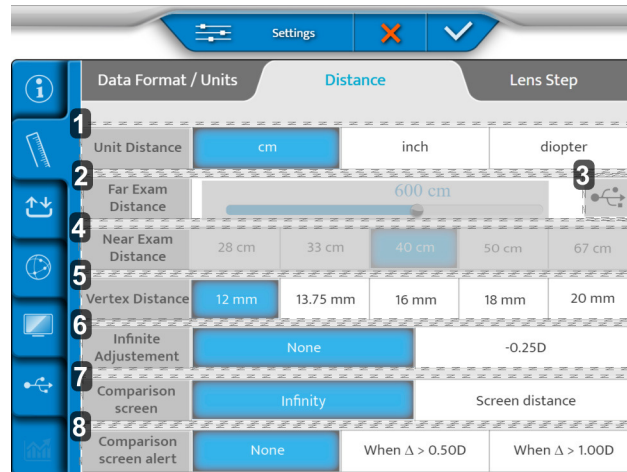 Settings
Data Format / Units
Distance
Lens Step
1
Unit Distance
cm
inch
diopter
2
Far Exam
Distance
600 cm
3
4
Near Exam
Distance
28 cm
33 cm
40 cm
50 cm
67 cm
5
Vertex Distance
12 mm
13.75 mm
16 mm
18 mm
20 mm
6
Infinite
Adjustement
None
-0.25D
7
Comparison
screen
Infinity
Screen distance
8
Comparison
screen alert
None
When Δ > 0.50D
When Δ > 1.00D